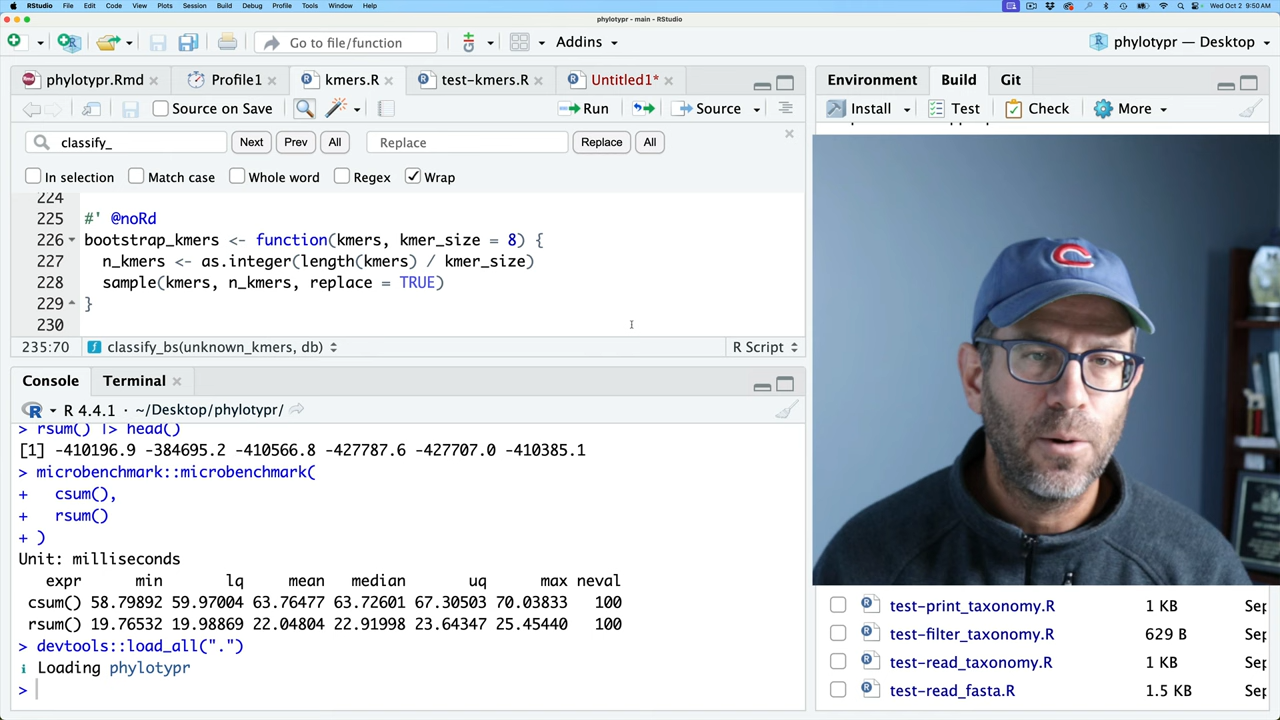 RStudio File Edit Code View Plots Session Build Debug Profile Tools Window Help Wed Oct 2 9:50 AM
phylotypr - main - RStudio
Go to file/function Addins phylotypr — Desktop
phylotypr.Rmd Profile1 kmers.R test-kmers.R Untitled1*
Source on Save Run Source
classify_ Next Prev All Replace Replace All
In selection Match case Whole word Regex Wrap
224
225 #' @noRd
226 bootstrap_kmers <- function(kmers, kmer_size = 8) {
227 n_kmers <- as.integer(length(kmers) / kmer_size)
228 sample(kmers, n_kmers, replace = TRUE)
229 }
230
235:70 classify_bs(unknown_kmers, db) R Script
Console Terminal
R 4.4.1 · ~/Desktop/phylotypr/
> rsum() |> head()
[1] -410196.9 -384695.2 -410566.8 -427787.6 -427707.0 -410385.1
> microbenchmark::microbenchmark(
+ csum(),
+ rsum()
+ )
Unit: milliseconds
expr min lq mean median uq max neval
csum() 58.79892 59.97004 63.76477 63.72601 67.30503 70.03833 100
rsum() 19.76532 19.98869 22.04804 22.91998 23.64347 25.45440 100
> devtools::load_all(".")
ℹ Loading phylotypr
>
Environment Build Git
Install Test Check More
C
test-print_taxonomy.R 1 KB Sep
test-filter_taxonomy.R 629 B Sep
test-read_taxonomy.R 1 KB Sep
test-read_fasta.R 1.5 KB Sep